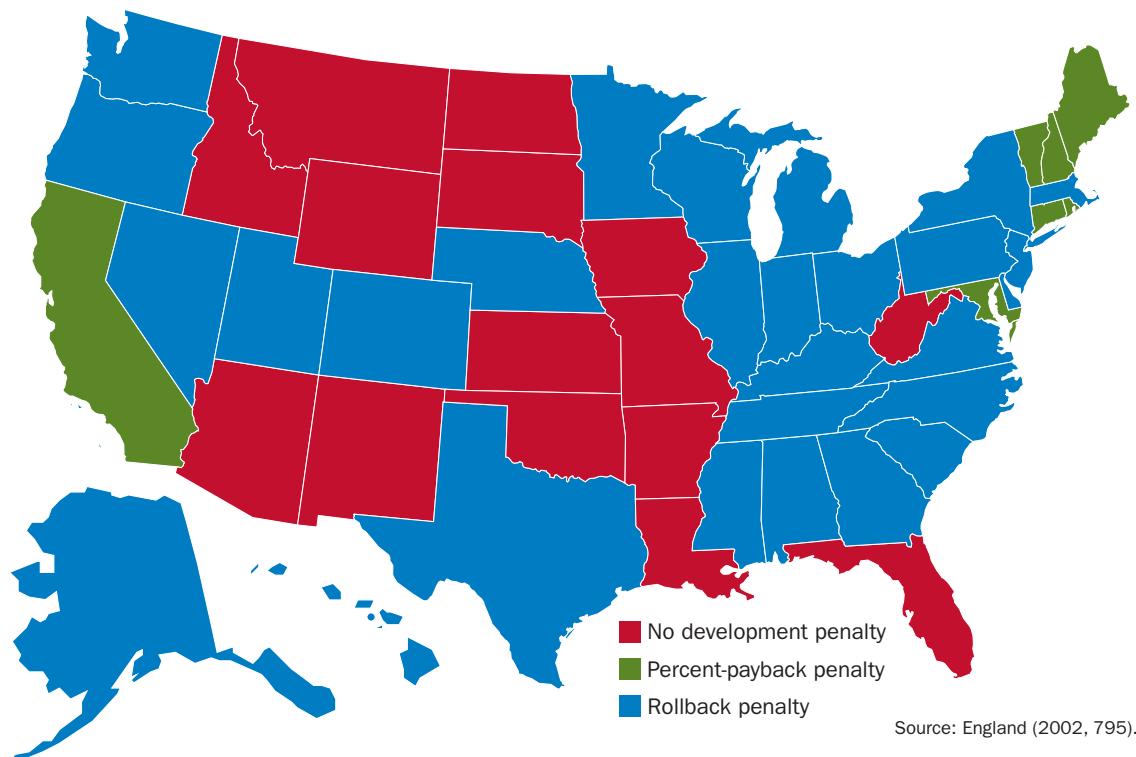 No development penalty
Percent-payback penalty
Rollback penalty
Source: England (2002, 795).